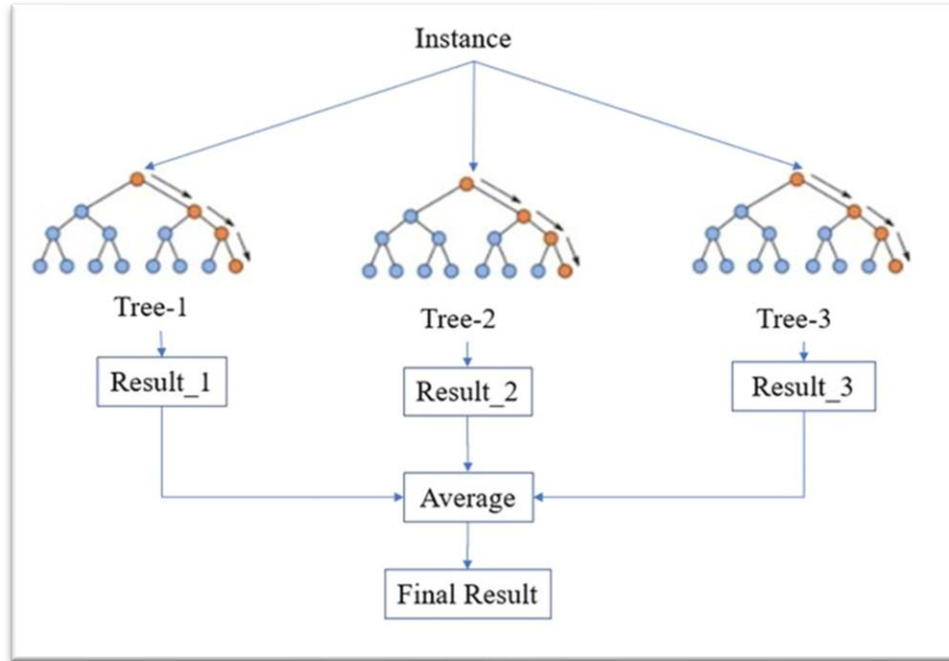 Instance
Tree-1
Tree-2
Tree-3
Result_1
Result_2
Result_3
Average
Final Result